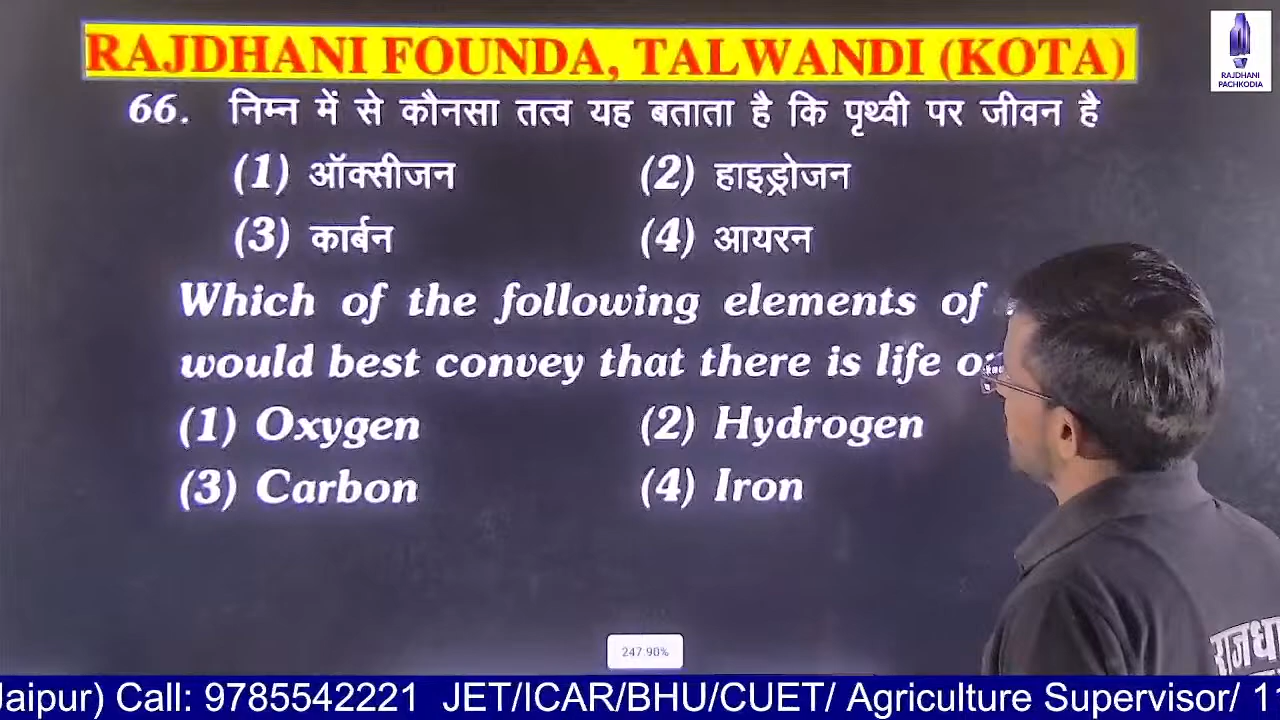 RAJDHANI FOUNDA, TALWANDI (KOTA)
RAJDHANI
PACHKODIA
66. निम्न में से कौनसा तत्व यह बताता है कि पृथ्वी पर जीवन है
(1) ऑक्सीजन (2) हाइड्रोजन
(3) कार्बन (4) आयरन
Which of the following elements of
would best convey that there is life
(1) Oxygen (2) Hydrogen
(3) Carbon (4) Iron
247.90%
Jaipur) Call: 9785542221 JET/ICAR/BHU/CUET/ Agriculture Supervisor/